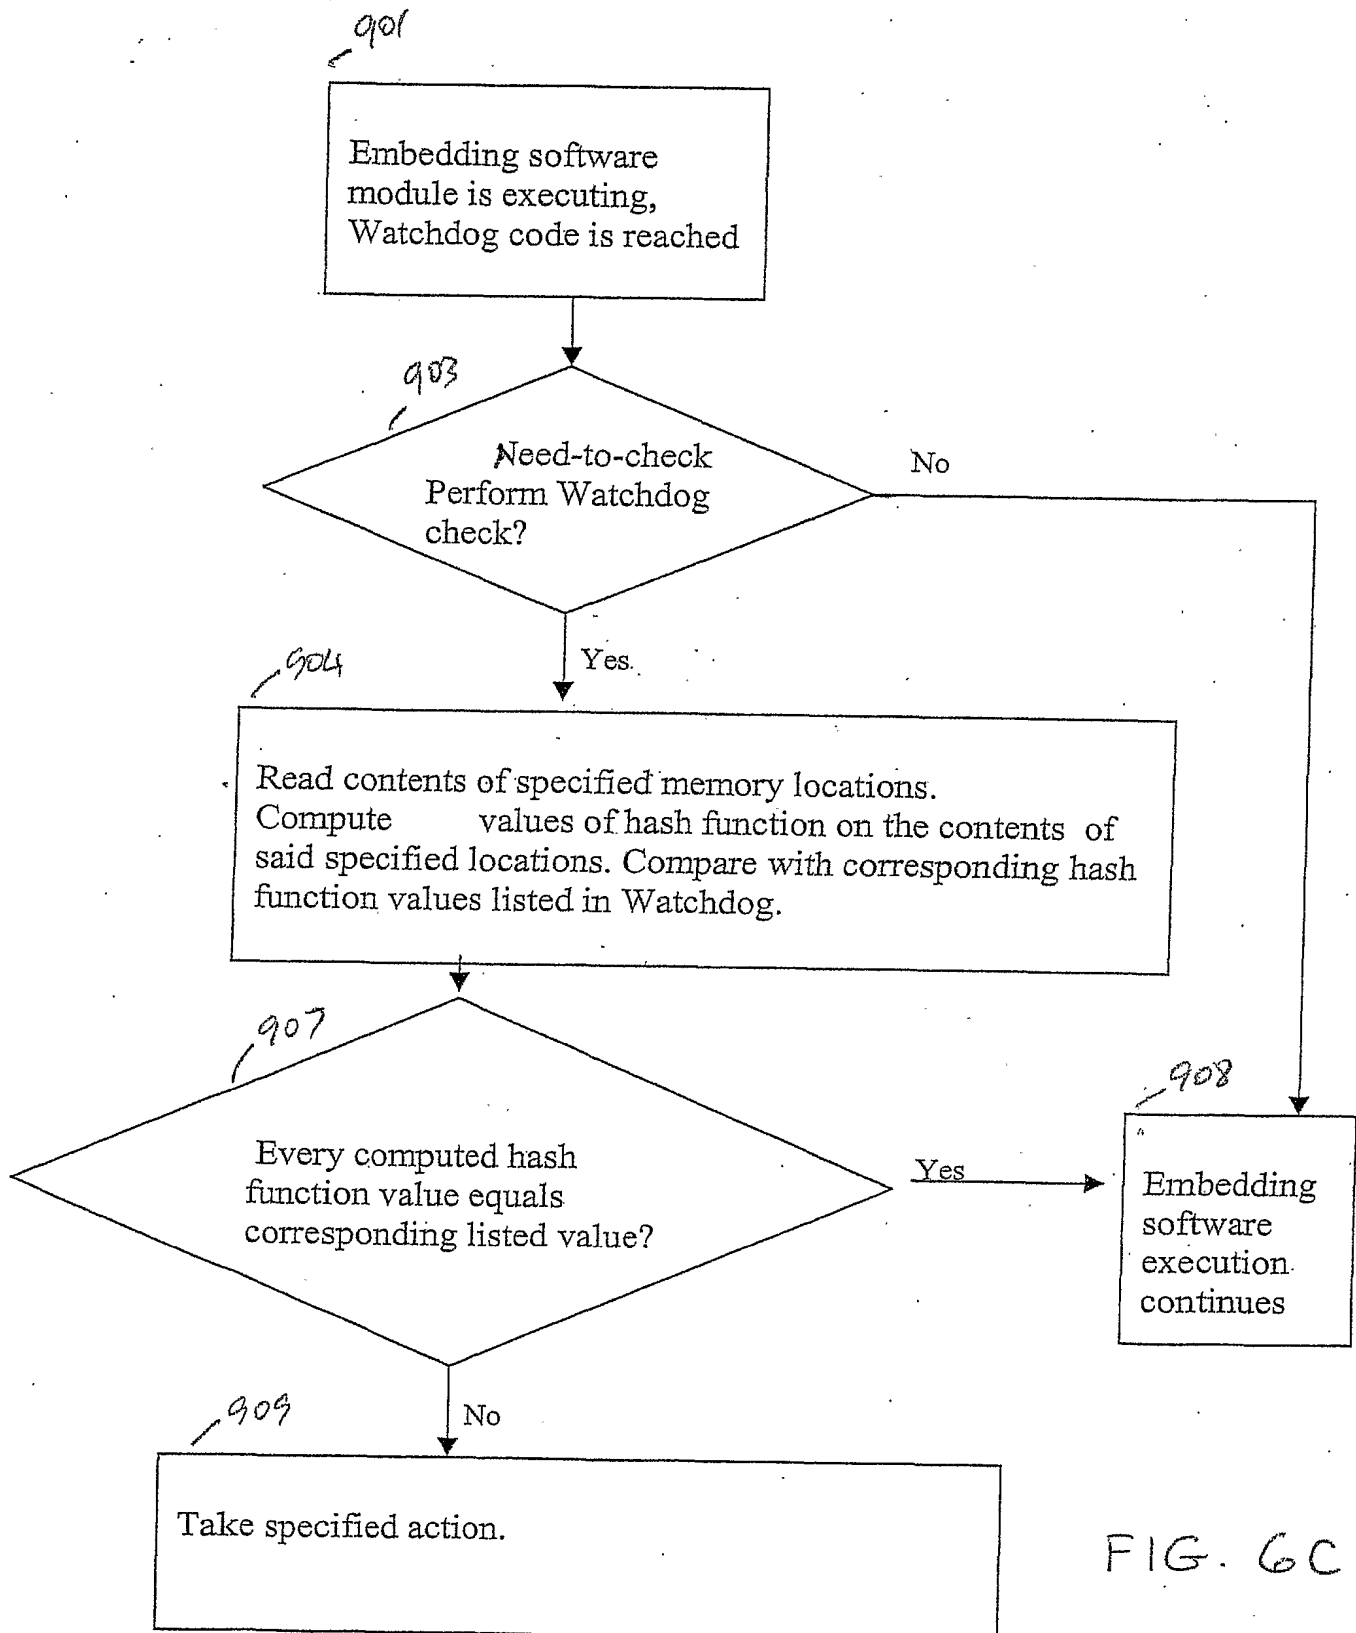 901
Embedding software
module is executing,
Watchdog code is reached
903
Need-to-check
Perform Watchdog
check?
No
Yes
904
Read contents of specified memory locations.
Compute values of hash function on the contents of
said specified locations. Compare with corresponding hash
function values listed in Watchdog.
907
Every computed hash
function value equals
corresponding listed value?
Yes
908
Embedding
software
execution
continues
No
909
Take specified action.
FIG. 6C